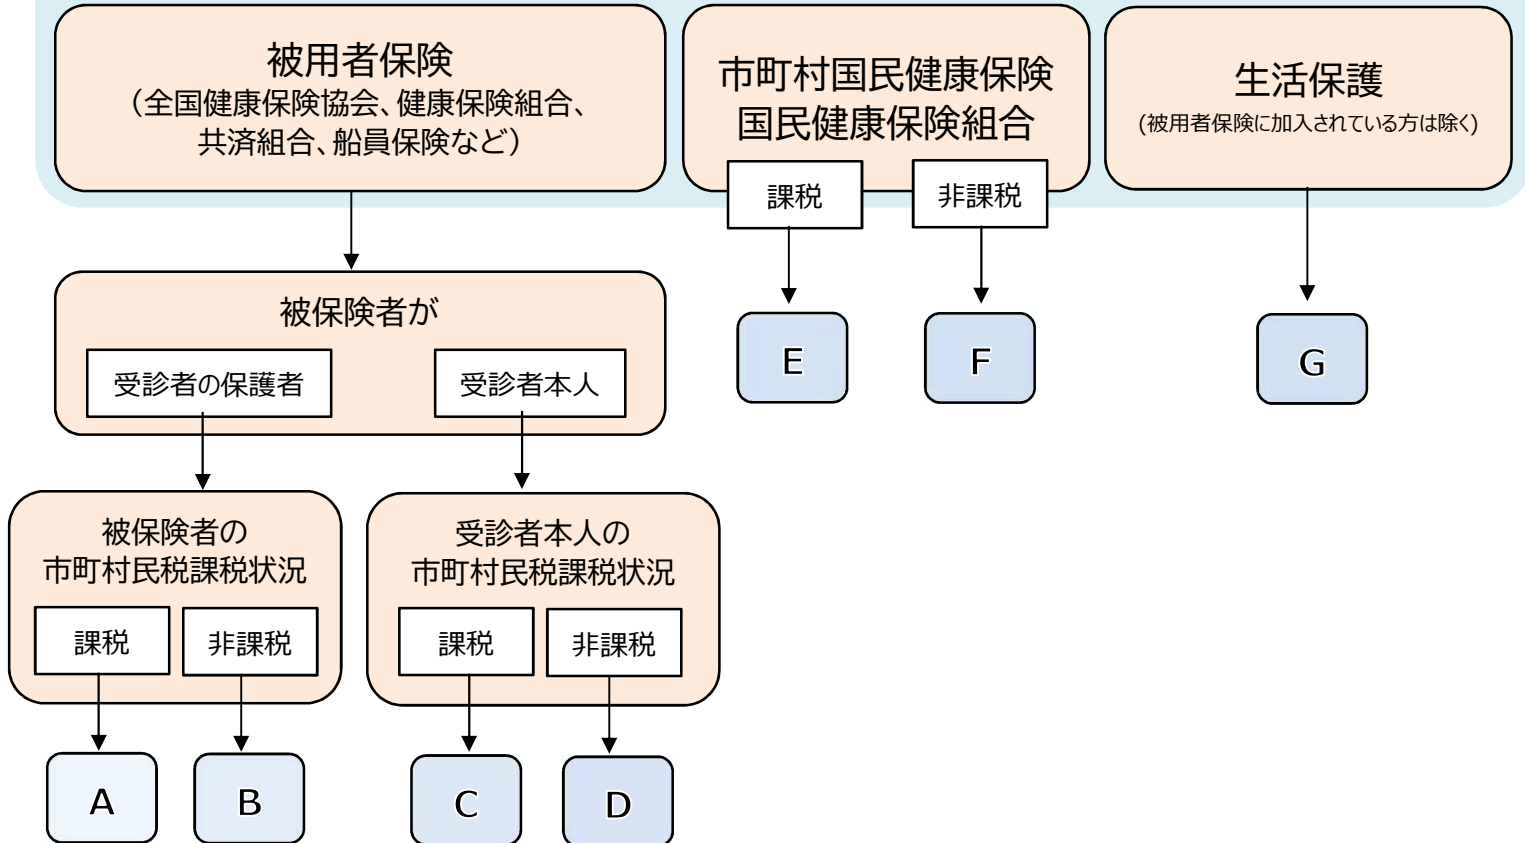 被用者保険
（全国健康保険協会、健康保険組合、
共済組合、船員保険など）
市町村国民健康保険
国民健康保険組合
課税
非課税
生活保護
(被用者保険に加入されている方は除く)
被保険者が
受診者の保護者
受診者本人
E
F
G
被保険者の
市町村民税課税状況
課税
非課税
受診者本人の
市町村民税課税状況
課税
非課税
A
B
C
D